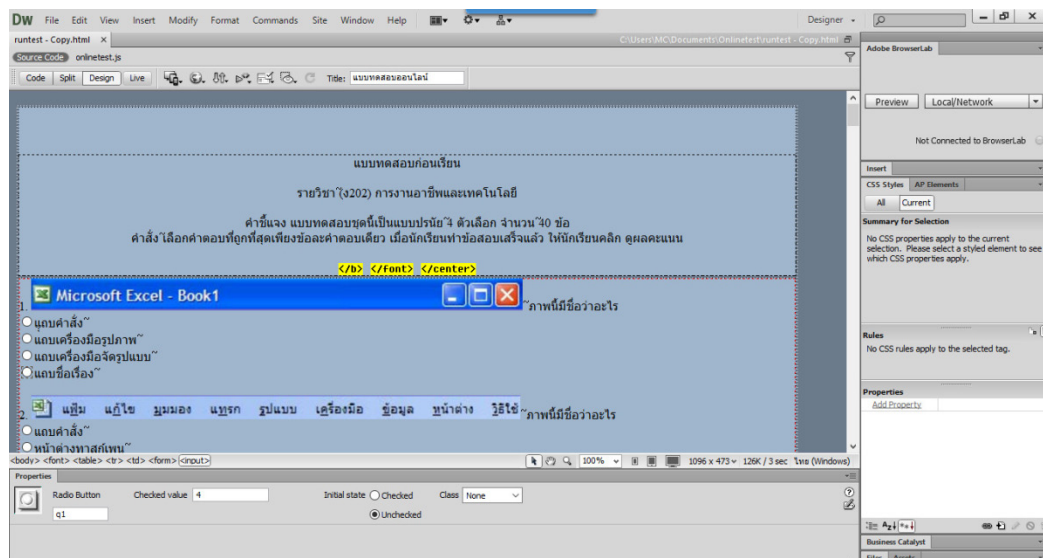 DW File Edit View Insert Modify Format Commands Site Window Help Designer
runtest - Copy.html × C:\Users\MC\Documents\Onlinetest\runtest - Copy.html
Source Code onlinetest.js
Code Split Design Live Title: แบบทดสอบออนไลน์
Adobe BrowserLab
Preview Local/Network
Not Connected to BrowserLab
Insert
CSS Styles AP Elements
All Current
Summary for Selection
No CSS properties apply to the current
selection. Please select a styled element to see
which CSS properties apply.
Rules
No CSS rules apply to the selected tag.
Properties
Add Property
Business Catalyst
Files Assets
แบบทดสอบก่อนเรียน
รายวิชา (ง202) การงานอาชีพและเทคโนโลยี
คำชี้แจง แบบทดสอบชุดนี้เป็นแบบปรนัย 4 ตัวเลือก จำนวน 40 ข้อ
คำสั่ง เลือกคำตอบที่ถูกที่สุดเพียงข้อละคำตอบเดียว เมื่อนักเรียนทำข้อสอบเสร็จแล้ว ให้นักเรียนคลิก ดูผลคะแนน
</b> </font> </center>
1. Microsoft Excel - Book1 ภาพนี้มีชื่อว่าอะไร
แถบคำสั่ง
แถบเครื่องมือรูปภาพ
แถบเครื่องมือจัดรูปแบบ
แถบชื่อเรื่อง
2. แฟ้ม แก้ไข มุมมอง แทรก รูปแบบ เครื่องมือ ข้อมูล หน้าต่าง วิธีใช้ ภาพนี้มีชื่อว่าอะไร
แถบคำสั่ง
หน้าต่างทาสก์เพน
<body> <font> <table> <tr> <td> <form> <input> 100% 1096 x 473 126K / 3 sec ไทย (Windows)
Properties
Radio Button Checked value 4 Initial state Checked Class None
q1 Unchecked